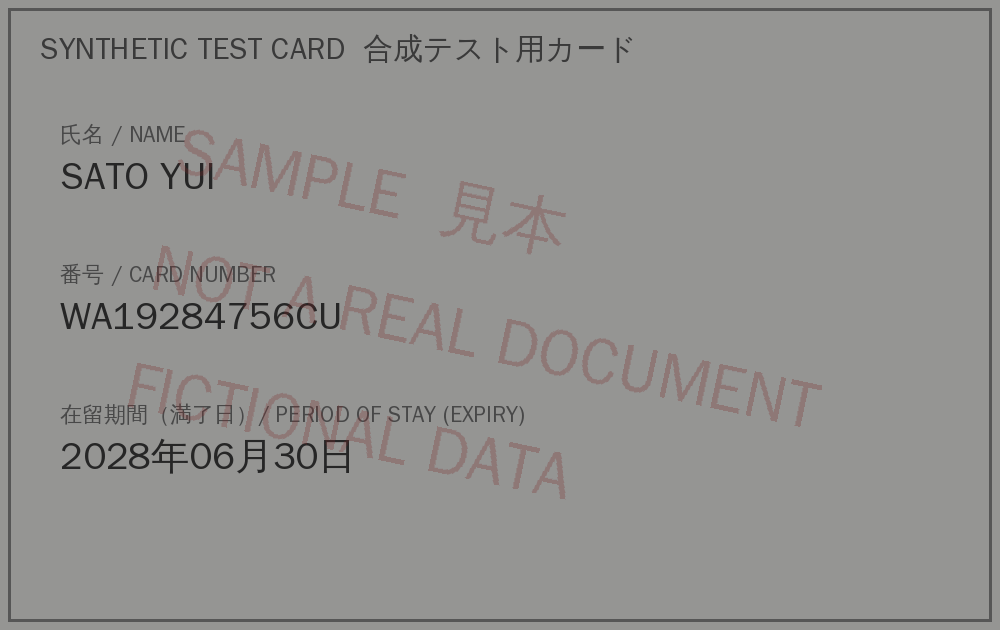 SYNTHETIC TEST CARD 合成テスト用カード
氏名 / NAME
SATO YUI
SAMPLE 見本
番号 / CARD NUMBER
WA19284756CU
NOT A REAL DOCUMENT
在留期間（満了日）/ PERIOD OF STAY (EXPIRY)
2028年06月30日
FICTIONAL DATA